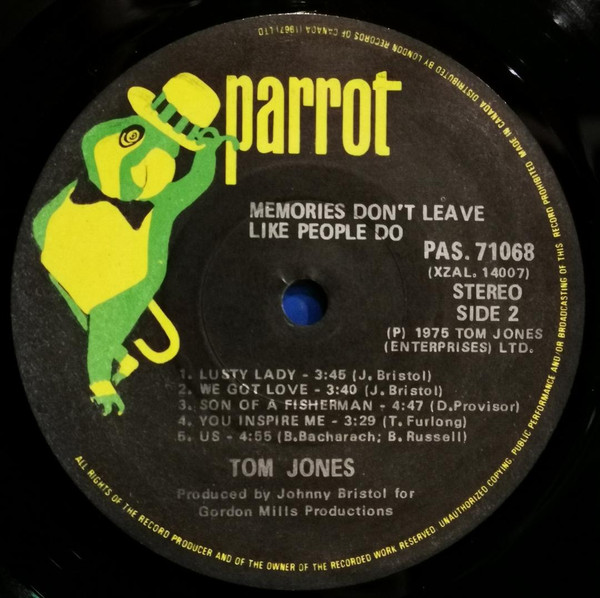 parrot
MEMORIES DON'T LEAVE
LIKE PEOPLE DO
PAS. 71068
(XZAL. 14007)
STEREO
SIDE 2
(P) 1975 TOM JONES
(ENTERPRISES) LTD.
1. LUSTY LADY - 3:45 (J. Bristol)
2. WE GOT LOVE - 3:40 (J. Bristol)
3. SON OF A FISHERMAN - 4:47 (D.Provisor)
4. YOU INSPIRE ME - 3:29 (T. Furlong)
5. US - 4:55 (B.Bacharach; B. Russell)
TOM JONES
Produced by Johnny Bristol for
Gordon Mills Productions
ALL RIGHTS OF THE RECORD PRODUCER AND OF THE OWNER OF THE RECORDED WORK RESERVED. UNAUTHORIZED COPYING, PUBLIC PERFORMANCE AND/OR BROADCASTING OF THIS RECORD PROHIBITED. MADE IN CANADA DISTRIBUTED BY LONDON RECORDS OF CANADA (1967) LTD